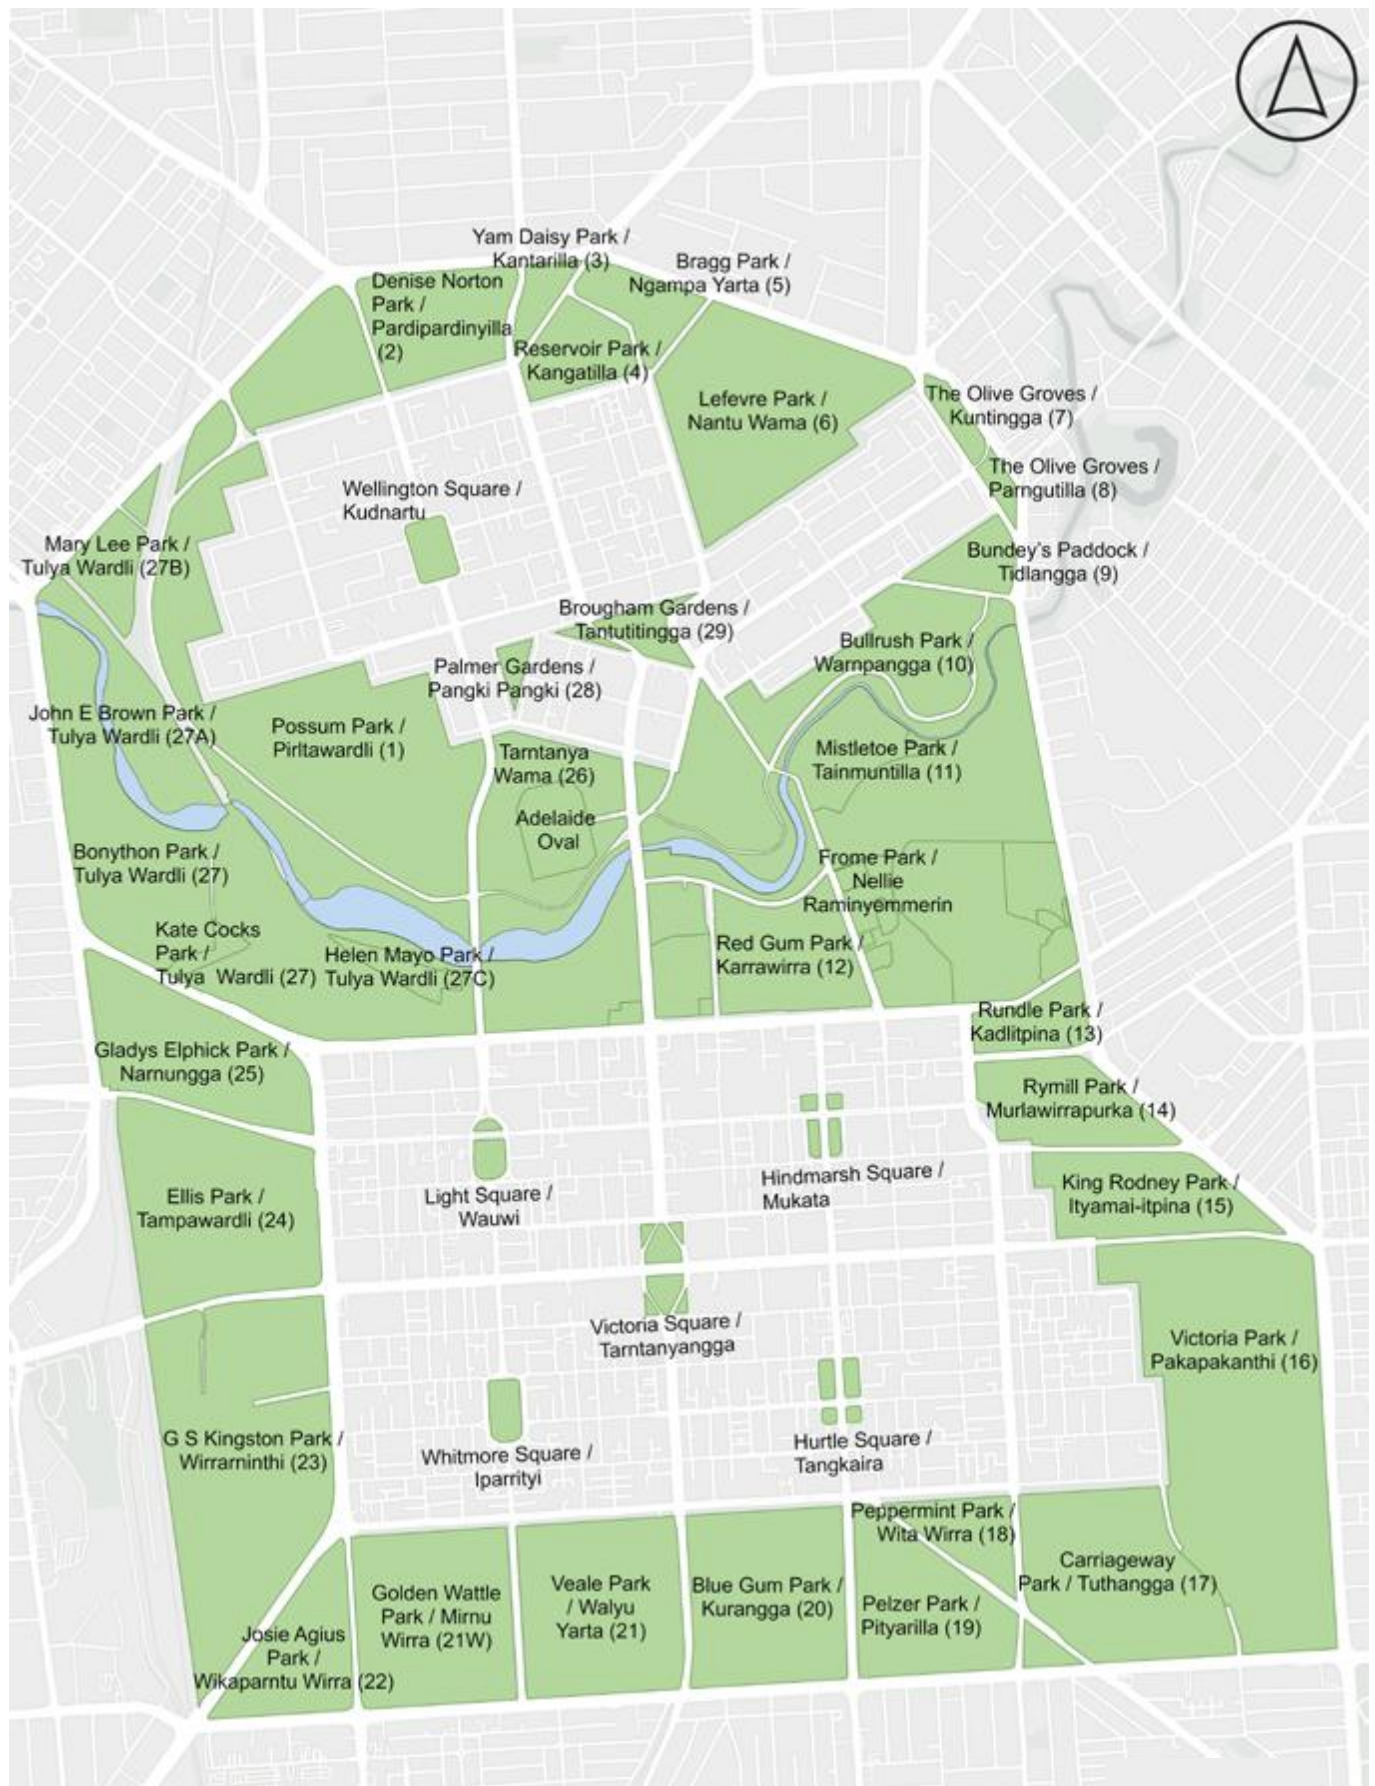 Yam Daisy Park /
Kantarilla (3)
Bragg Park /
Ngampa Yarta (5)
Denise Norton
Park /
Pardipardinyilla
(2)
Reservoir Park /
Kangatilla (4)
Lefevre Park /
Nantu Wama (6)
The Olive Groves /
Kuntingga (7)
The Olive Groves /
Parngutilla (8)
Wellington Square /
Kudnartu
Mary Lee Park /
Tulya Wardli (27B)
Bundey's Paddock /
Tidlangga (9)
Brougham Gardens /
Tantutitingga (29)
Bullrush Park /
Warnpangga (10)
Palmer Gardens /
Pangki Pangki (28)
John E Brown Park /
Tulya Wardli (27A)
Possum Park /
Pirltawardli (1)
Tarntanya
Wama (26)
Mistletoe Park /
Tainmuntilla (11)
Adelaide
Oval
Bonython Park /
Tulya Wardli (27)
Frome Park /
Nellie
Raminyemmerin
Kate Cocks
Park /
Tulya Wardli (27)
Helen Mayo Park /
Tulya Wardli (27C)
Red Gum Park /
Karrawirra (12)
Rundle Park /
Kadlitpina (13)
Gladys Elphick Park /
Narnungga (25)
Rymill Park /
Murlawirrapurka (14)
Hindmarsh Square /
Mukata
King Rodney Park /
Ityamai-itpina (15)
Ellis Park /
Tampawardli (24)
Light Square /
Wauwi
Victoria Square /
Tarntanyangga
Victoria Park /
Pakapakanthi (16)
G S Kingston Park /
Wirrarninthi (23)
Whitmore Square /
Iparrityi
Hurtle Square /
Tangkaira
Peppermint Park /
Wita Wirra (18)
Carriageway
Park / Tuthangga (17)
Golden Wattle
Park / Mirnu
Wirra (21W)
Veale Park
/ Walyu
Yarta (21)
Blue Gum Park /
Kurangga (20)
Pelzer Park /
Pityarilla (19)
Josie Agius
Park /
Wikaparntu Wirra (22)